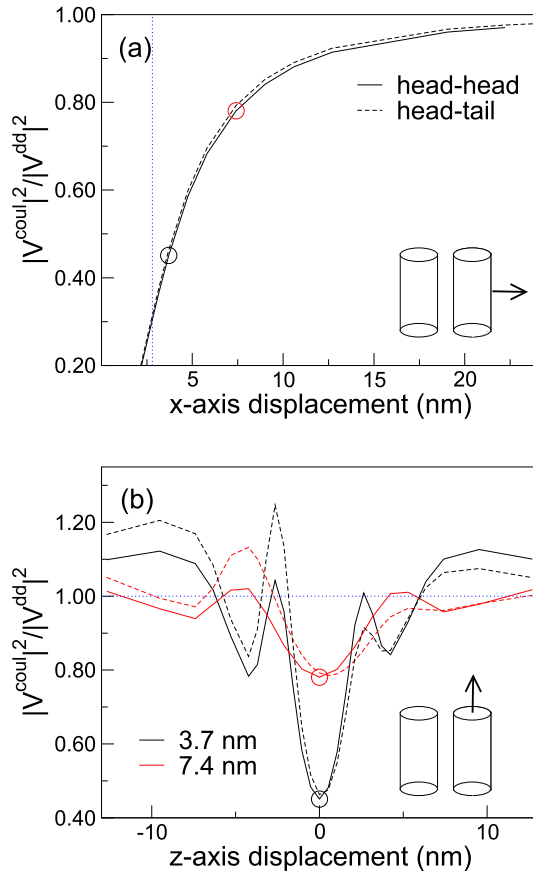 (a)
head-head
head-tail
1.00
0.80
0.60
0.40
0.20
|V^coul|^2/|V^dd|^2
5
10
15
20
x-axis displacement (nm)
(b)
1.20
1.00
0.80
0.60
0.40
|V^coul|^2/|V^dd|^2
3.7 nm
7.4 nm
-10
0
10
z-axis displacement (nm)